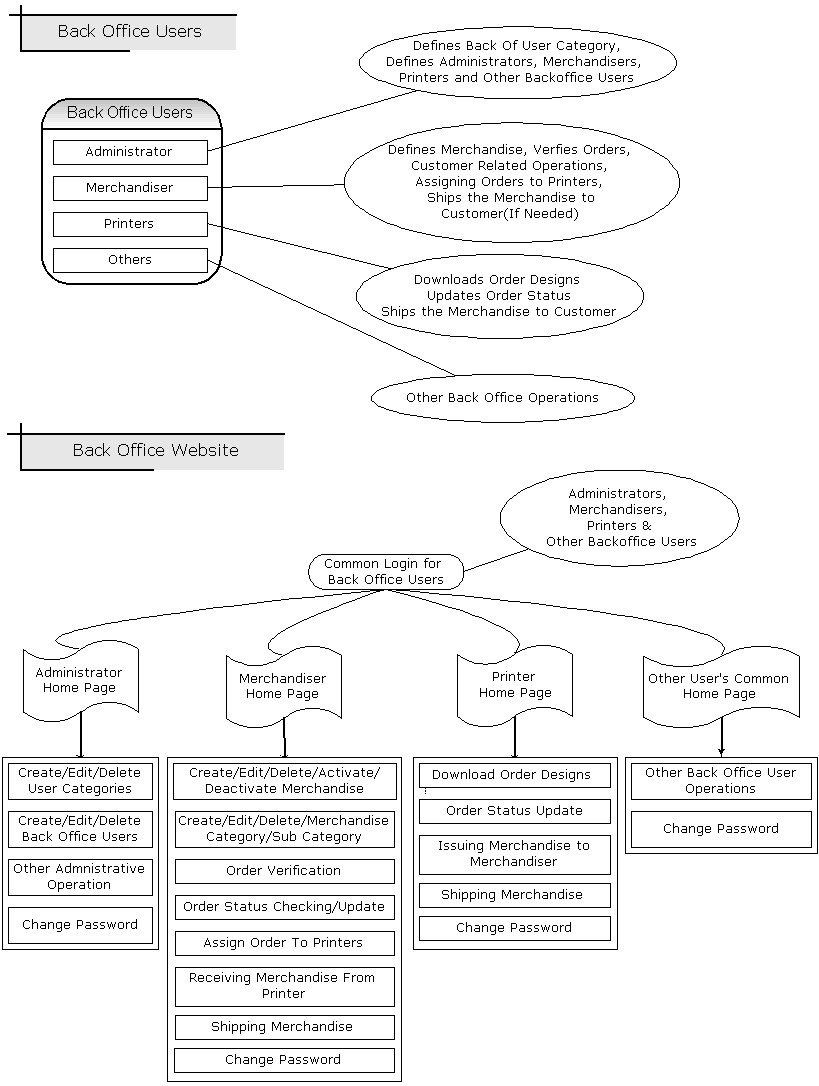 Back Office Users
Defines Back Of User Category,
Defines Administrators, Merchandisers,
Printers and Other Backoffice Users
Back Office Users
Administrator
Merchandiser
Printers
Others
Defines Merchandise, Verfies Orders,
Customer Related Operations,
Assigning Orders to Printers,
Ships the Merchandise to
Customer(If Needed)
Downloads Order Designs
Updates Order Status
Ships the Merchandise to Customer
Other Back Office Operations
Back Office Website
Administrators,
Merchandisers,
Printers &
Other Backoffice Users
Common Login for
Back Office Users
Administrator
Home Page
Merchandiser
Home Page
Printer
Home Page
Other User's Common
Home Page
Create/Edit/Delete
User Categories
Create/Edit/Delete
Back Office Users
Other Admnistrative
Operation
Change Password
Create/Edit/Delete/Activate/
Deactivate Merchandise
Create/Edit/Delete/Merchandise
Category/Sub Category
Order Verification
Order Status Checking/Update
Assign Order To Printers
Receiving Merchandise From
Printer
Shipping Merchandise
Change Password
Download Order Designs
Order Status Update
Issuing Merchandise to
Merchandiser
Shipping Merchandise
Change Password
Other Back Office User
Operations
Change Password